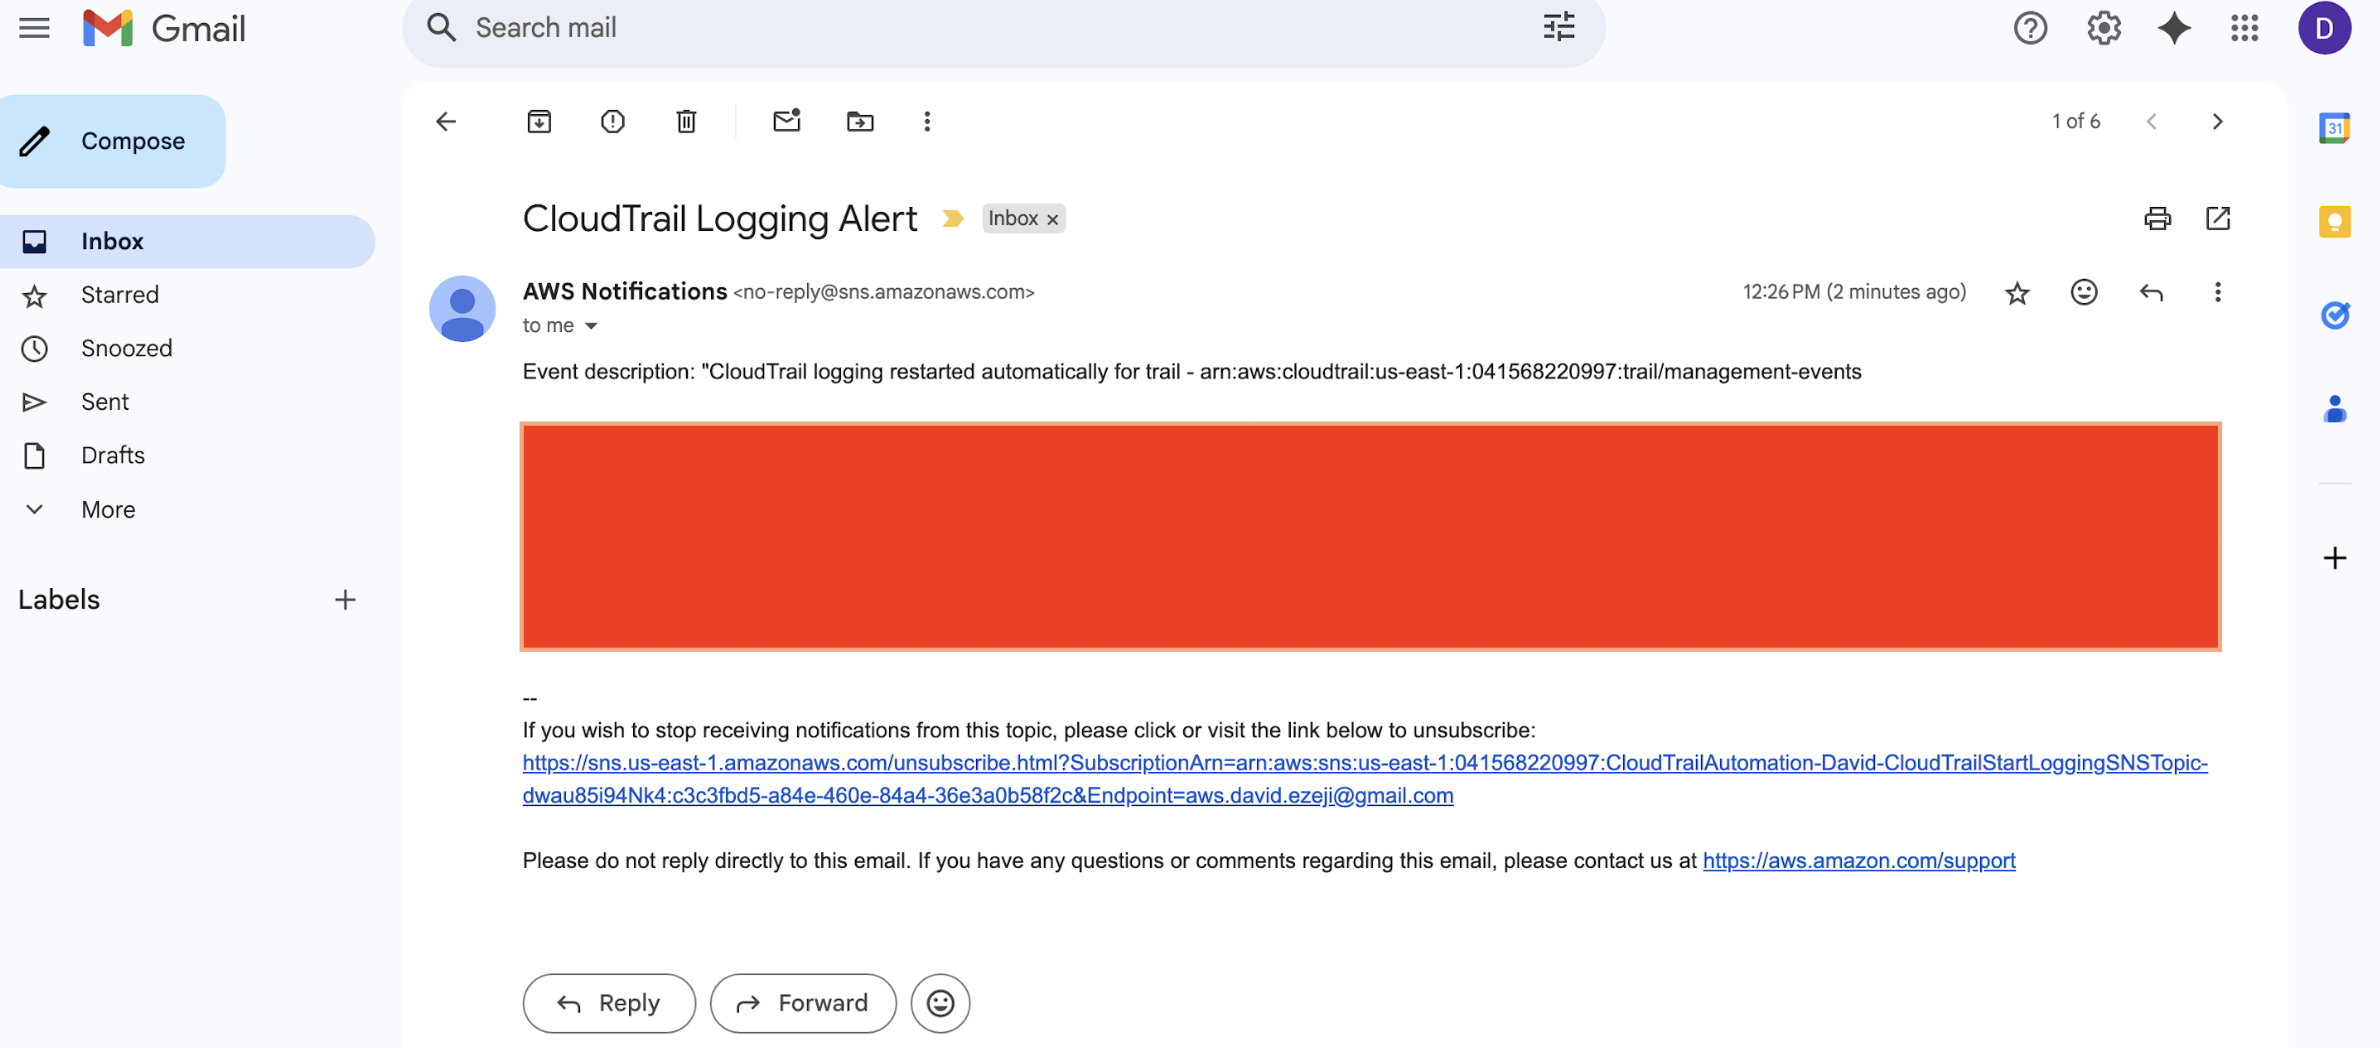 Gmail
Search mail
D
Compose
1 of 6
31
CloudTrail Logging Alert
Inbox x
Inbox
AWS Notifications <no-reply@sns.amazonaws.com>
12:26 PM (2 minutes ago)
to me
Starred
Snoozed
Event description: "CloudTrail logging restarted automatically for trail - arn:aws:cloudtrail:us-east-1:041568220997:trail/management-events
Sent
Drafts
More
Labels
--
If you wish to stop receiving notifications from this topic, please click or visit the link below to unsubscribe:
https://sns.us-east-1.amazonaws.com/unsubscribe.html?SubscriptionArn=arn:aws:sns:us-east-1:041568220997:CloudTrailAutomation-David-CloudTrailStartLoggingSNSTopic-
dwau85i94Nk4:c3c3fbd5-a84e-460e-84a4-36e3a0b58f2c&Endpoint=aws.david.ezeji@gmail.com
Please do not reply directly to this email. If you have any questions or comments regarding this email, please contact us at https://aws.amazon.com/support
Reply
Forward